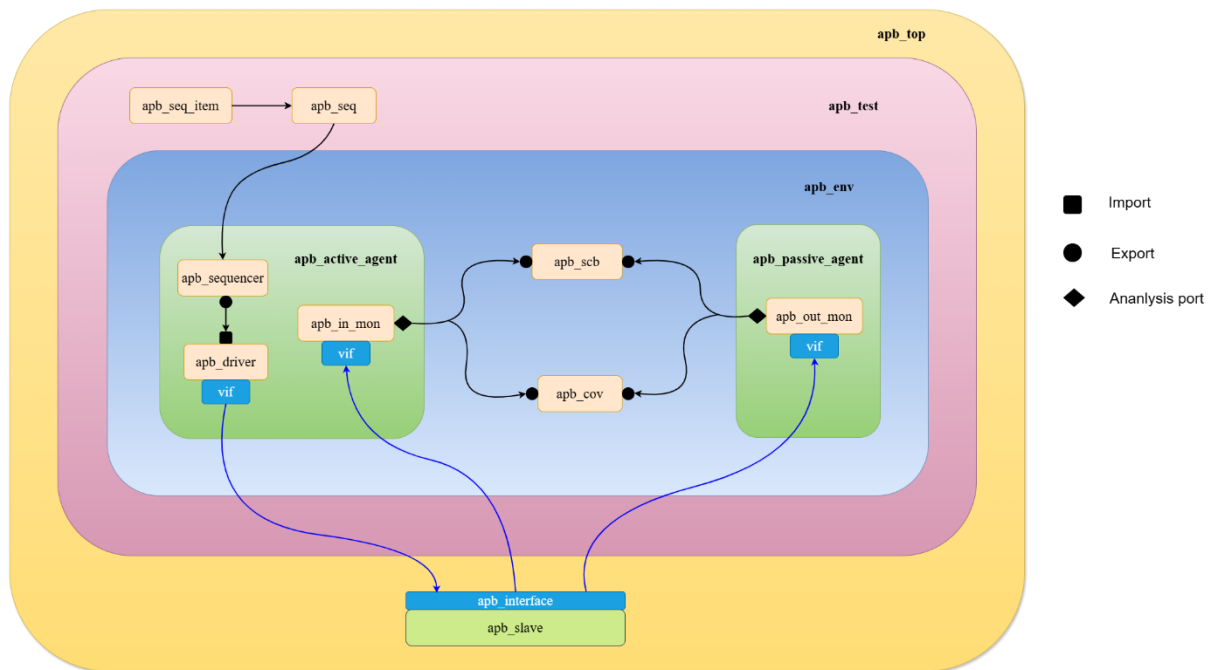 apb_top
apb_test
apb_seq_item
apb_seq
apb_env
apb_active_agent
apb_sequencer
apb_in_mon
vif
apb_driver
vif
apb_scb
apb_cov
apb_passive_agent
apb_out_mon
vif
apb_interface
apb_slave
Import
Export
Ananlysis port